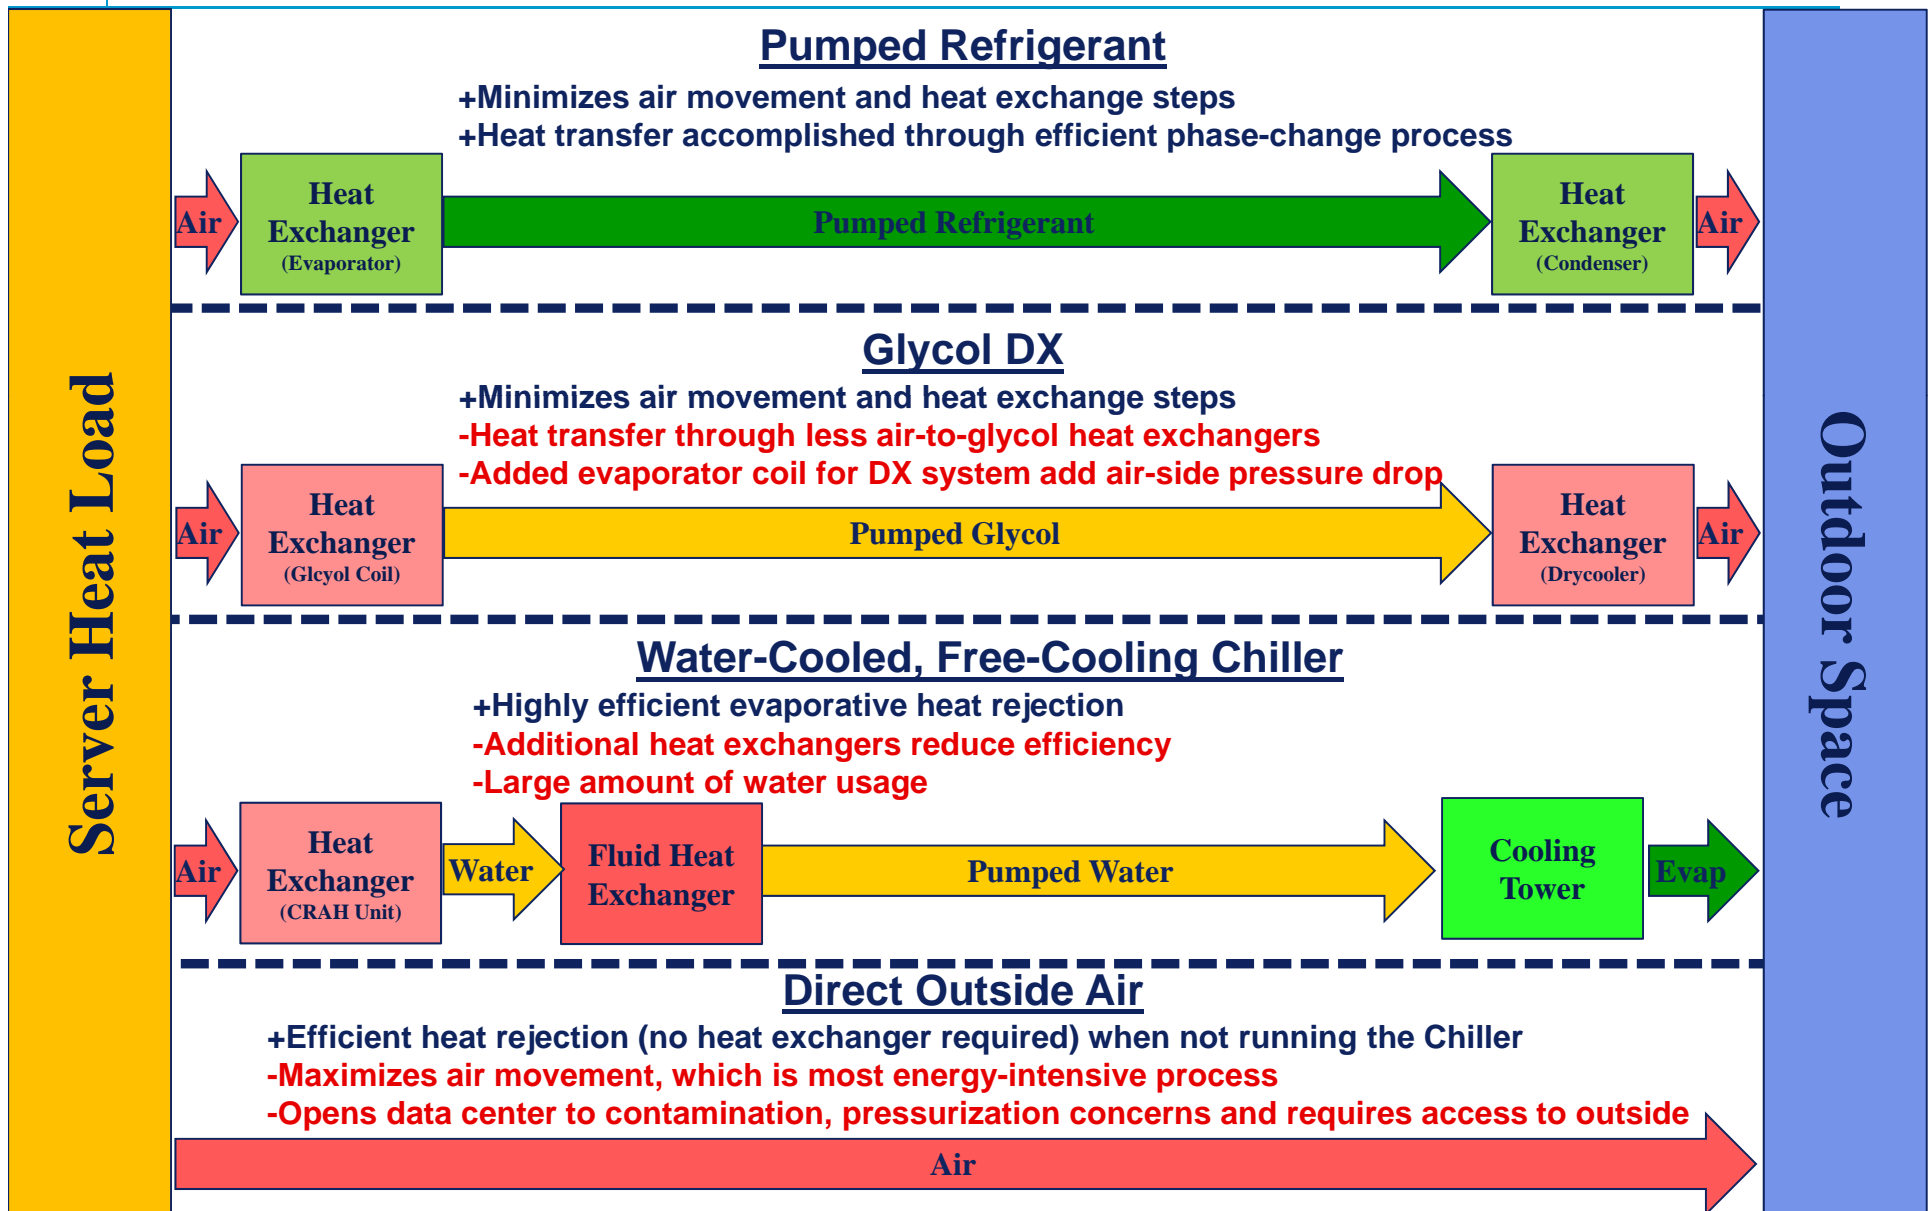 Server Heat Load
Outdoor Space
Pumped Refrigerant
+Minimizes air movement and heat exchange steps
+Heat transfer accomplished through efficient phase-change process
Air
Heat
Exchanger
(Evaporator)
Pumped Refrigerant
Heat
Exchanger
(Condenser)
Air
Glycol DX
+Minimizes air movement and heat exchange steps
-Heat transfer through less air-to-glycol heat exchangers
-Added evaporator coil for DX system add air-side pressure drop
Air
Heat
Exchanger
(Glcyol Coil)
Pumped Glycol
Heat
Exchanger
(Drycooler)
Air
Water-Cooled, Free-Cooling Chiller
+Highly efficient evaporative heat rejection
-Additional heat exchangers reduce efficiency
-Large amount of water usage
Air
Heat
Exchanger
(CRAH Unit)
Water
Fluid Heat
Exchanger
Pumped Water
Cooling
Tower
Evap
Direct Outside Air
+Efficient heat rejection (no heat exchanger required) when not running the Chiller
-Maximizes air movement, which is most energy-intensive process
-Opens data center to contamination, pressurization concerns and requires access to outside
Air